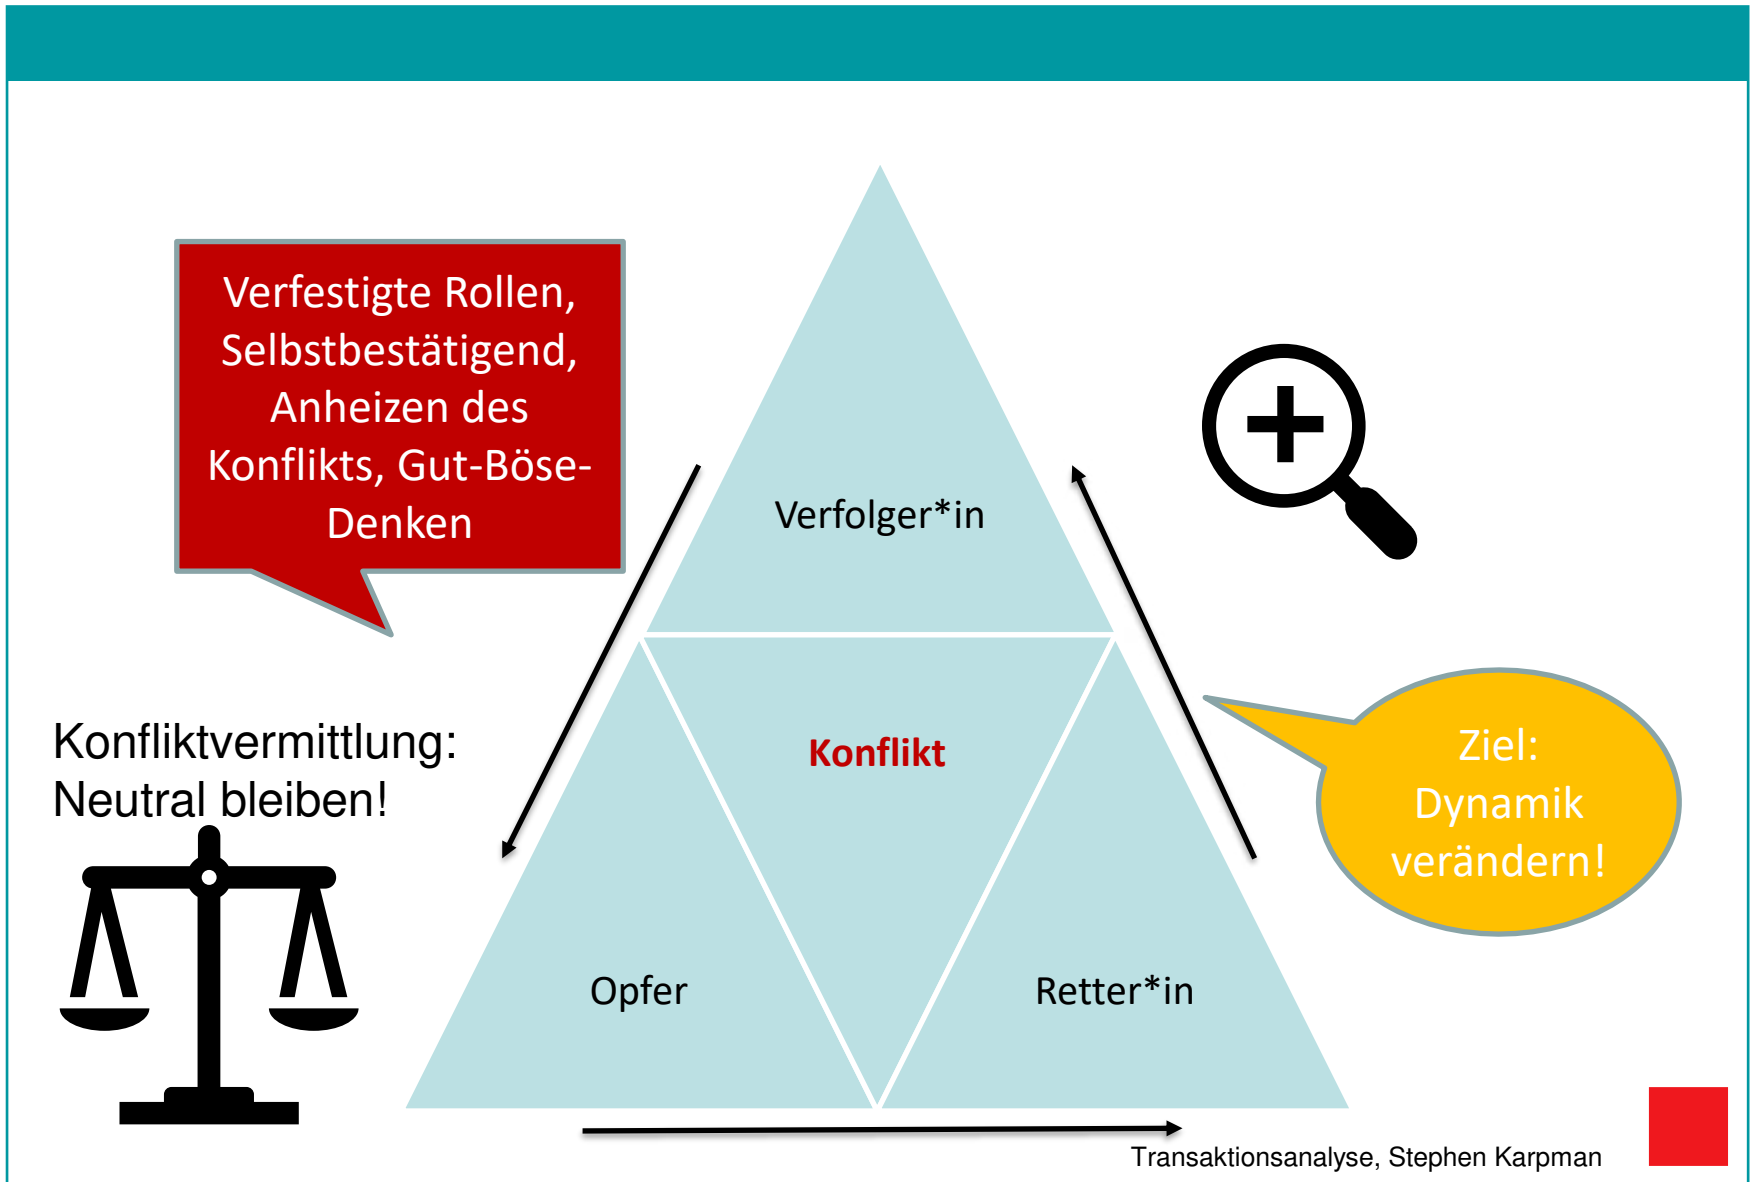 Verfestigte Rollen,
Selbstbestätigend,
Anheizen des
Konflikts, Gut-Böse-
Denken
Verfolger*in
Konfliktvermittlung:
Neutral bleiben!
Konflikt
Ziel:
Dynamik
verändern!
Opfer
Retter*in
Transaktionsanalyse, Stephen Karpman